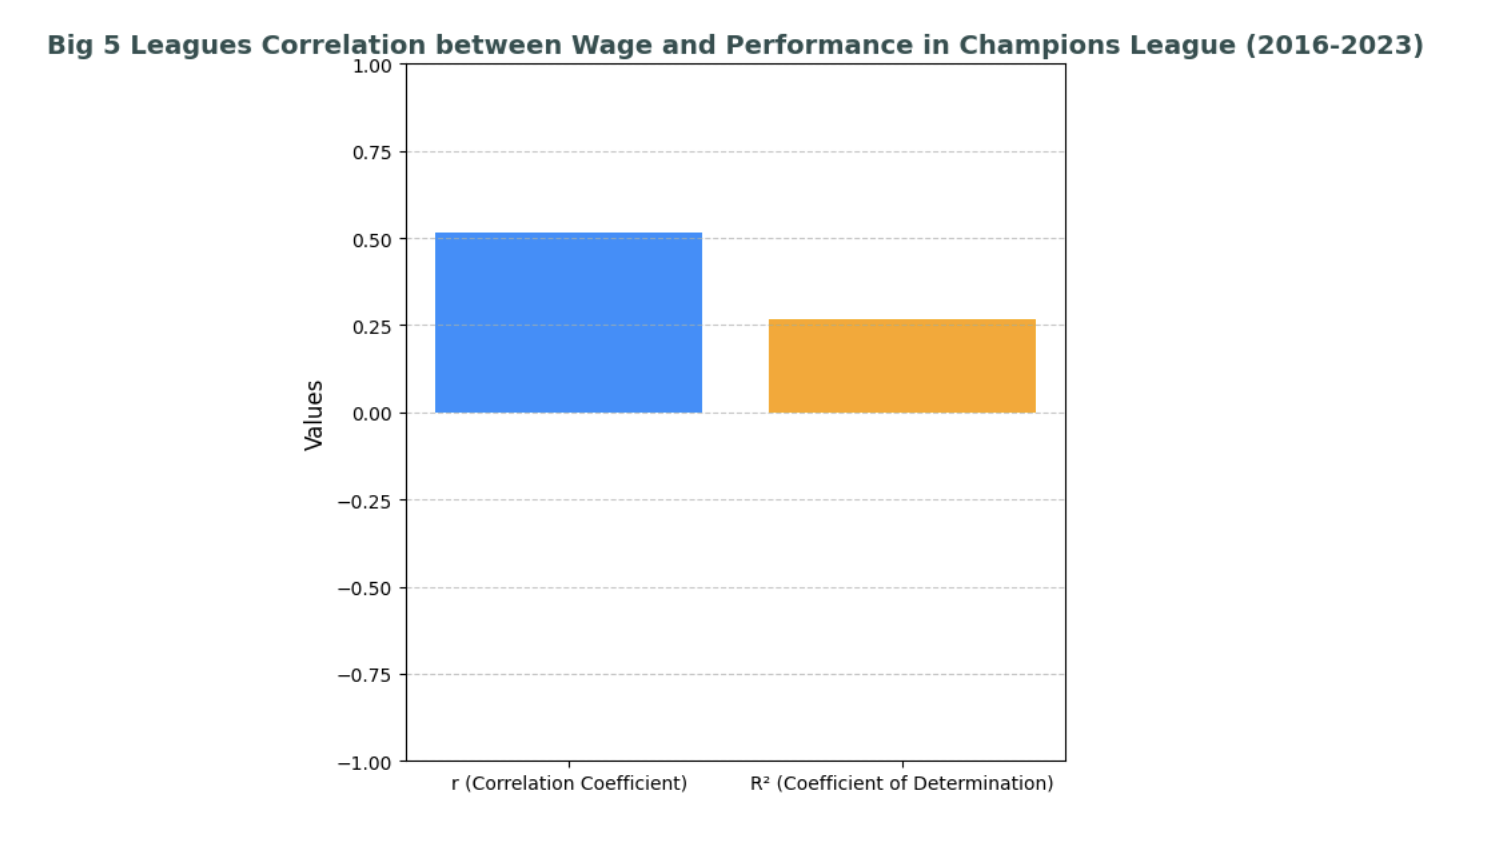 Big 5 Leagues Correlation between Wage and Performance in Champions League (2016-2023)
1.00
0.75
0.50
0.25
0.00
−0.25
−0.50
−0.75
−1.00
Values
r (Correlation Coefficient)
R² (Coefficient of Determination)